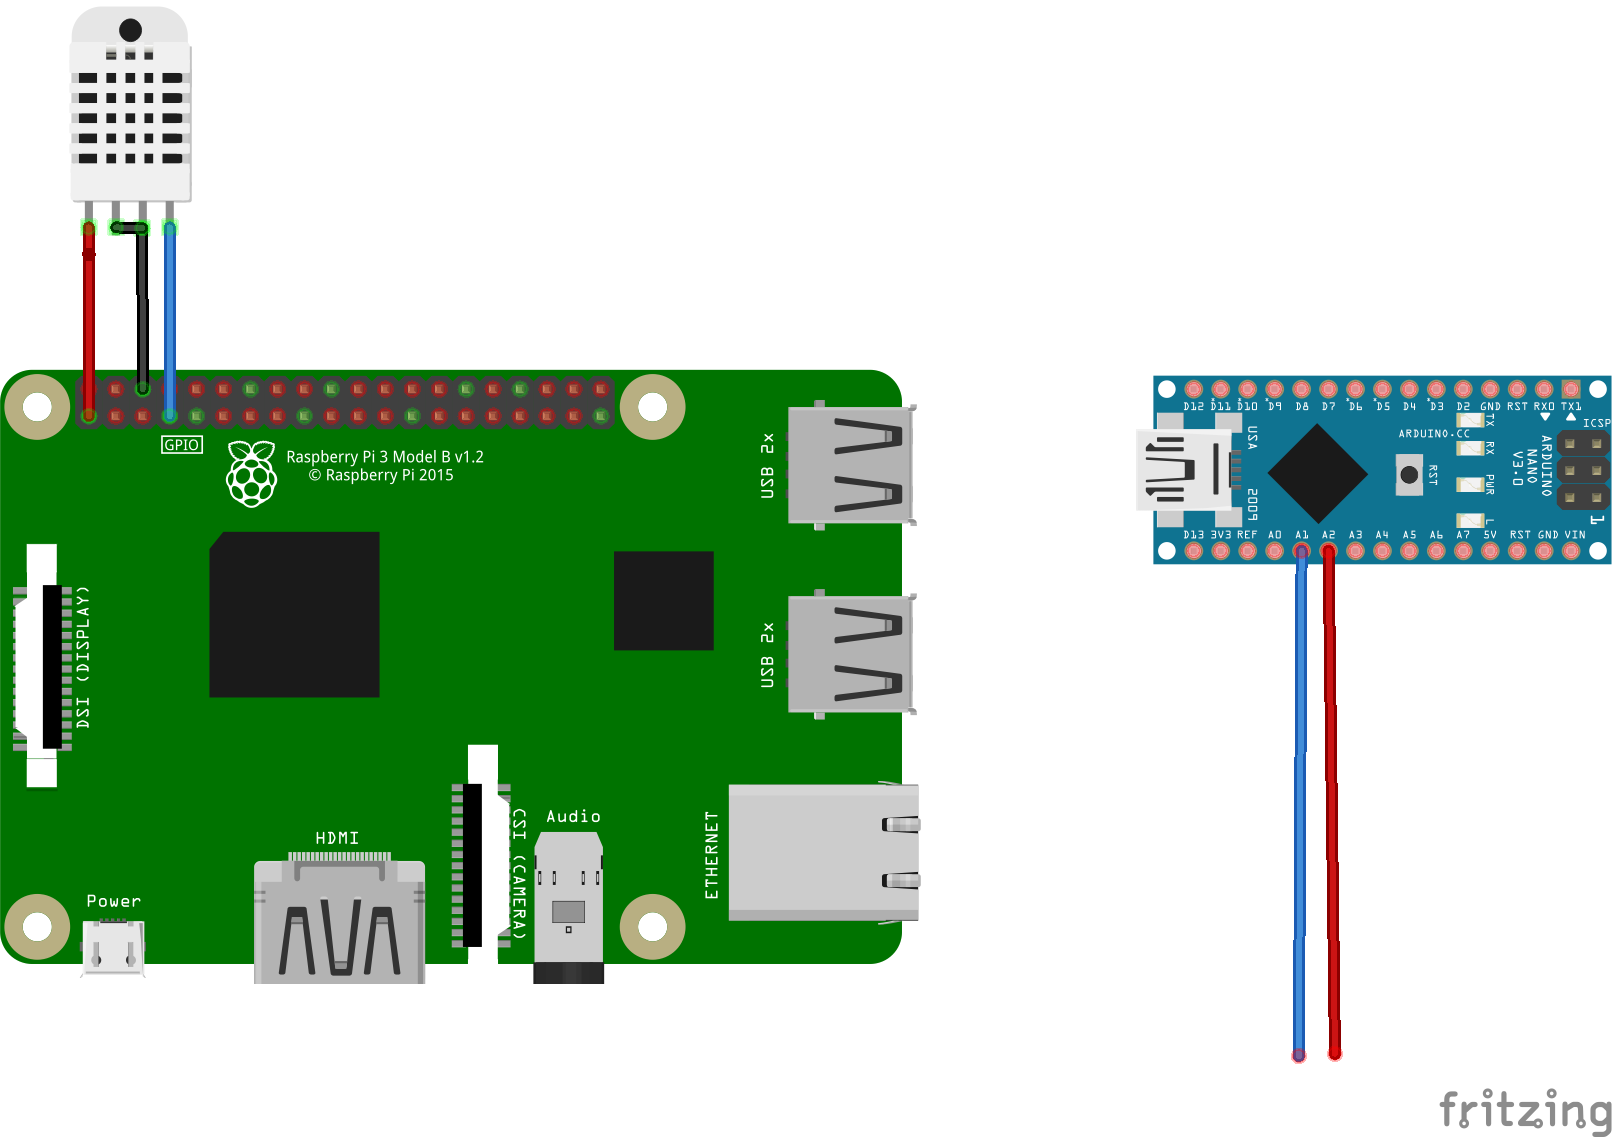 GPIO
Raspberry Pi 3 Model B v1.2
© Raspberry Pi 2015
USB 2x
USB 2x
DSI (DISPLAY)
HDMI
CSI (CAMERA)
Audio
ETHERNET
Power
D12 D11 D10 D9 D8 D7 D6 D5 D4 D3 D2 GND RST RX0 TX1
USA
2009
ARDUINO.CC
RST
TX
RX
PWR
L
ARDUINO
NANO
V3.0
ICSP
1
D13 3V3 REF A0 A1 A2 A3 A4 A5 A6 A7 5V RST GND VIN
fritzing